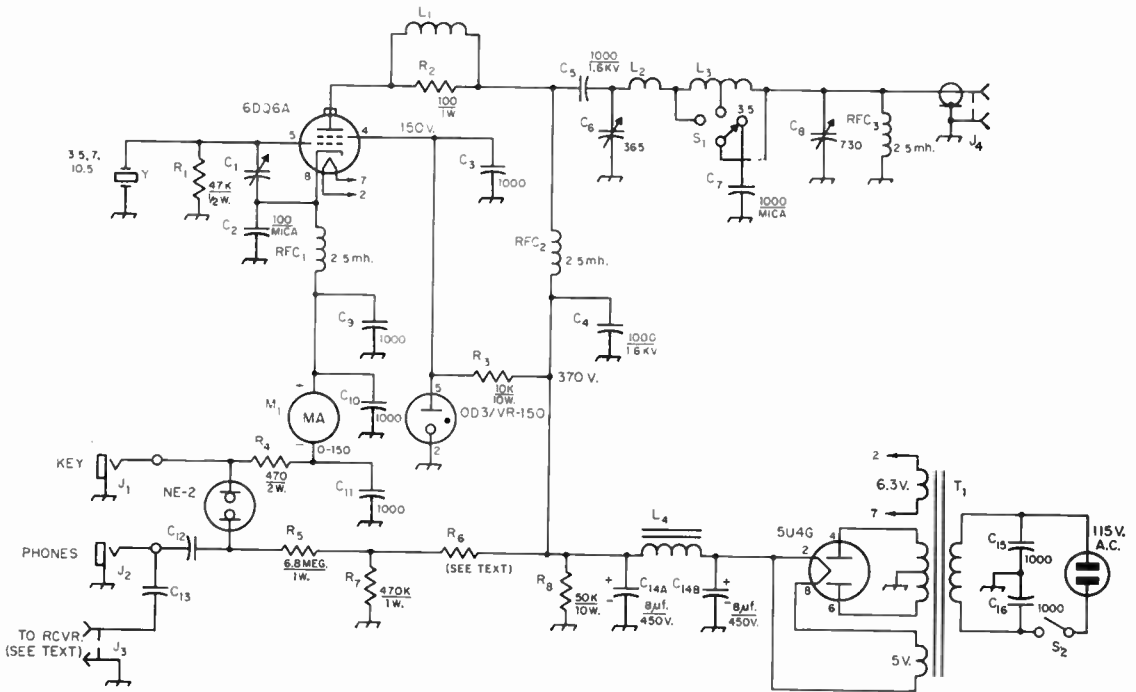 L1
R2
100
1W
6DQ6A
5
4
150V.
8
7
2
3.5, 7,
10.5
Y
R1
47K
1/2 W.
C1
C2
100
MICA
RFC1
2.5mh.
C3
1000
C5
1000
1.6KV
L2
L3
3.5
S1
C6
365
C7
1000
MICA
C8
730
RFC3
2.5mh.
J4
RFC2
2.5mh.
C4
1000
1.6KV
C9
1000
R3
10K
10W.
370 V.
C10
1000
+
M1
MA
-
0-150
5
OD3/VR-150
2
KEY
J1
R4
470
2W.
NE-2
C11
1000
PHONES
J2
C12
R5
6.8MEG.
1W.
R6
(SEE TEXT)
R7
470K
1W.
C13
TO RCVR.
(SEE TEXT)
J3
R8
50K
10W.
L4
+
-
C14A
8µf.
450V.
C14B
+
-
8µf.
450V.
5U4G
2
8
4
6
2
6.3V.
7
5V.
T1
C15
1000
C16
1000
115V.
A.C.
S2